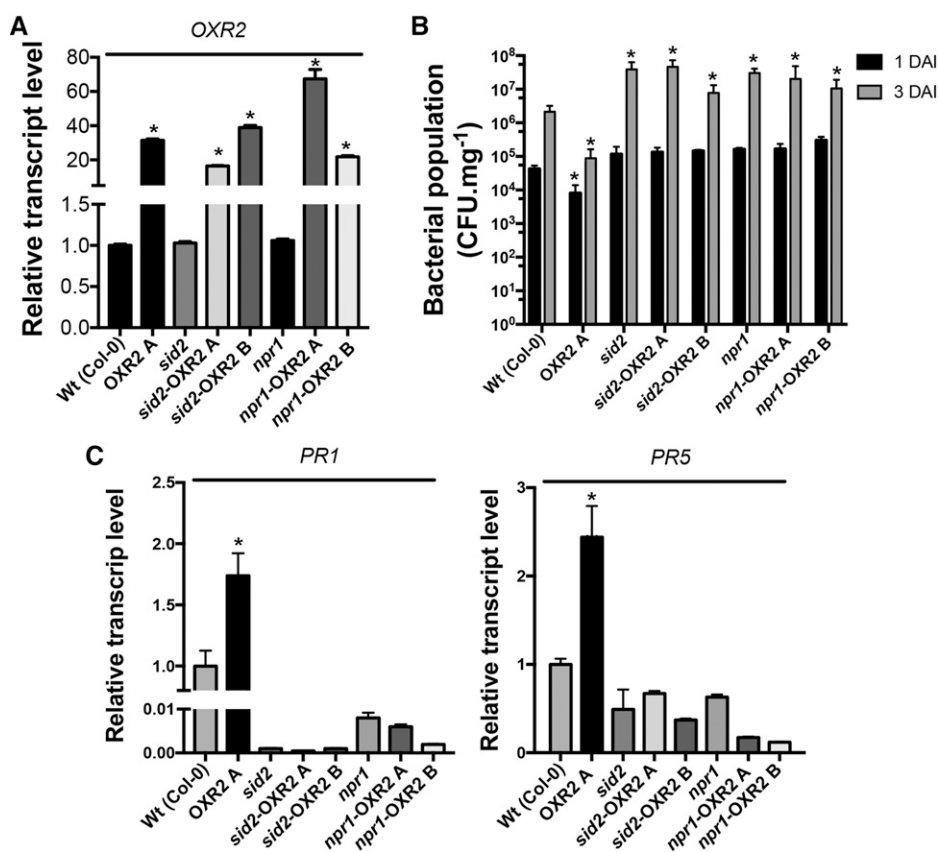 A
OXR2
Relative transcript level
80
60
40
20
1.5
1.0
0.5
0.0
Wt (Col-0)
OXR2 A
sid2
sid2-OXR2 A
sid2-OXR2 B
npr1
npr1-OXR2 A
npr1-OXR2 B
* * * * *
B
Bacterial population
(CFU.mg-1)
10⁸
10⁷
10⁶
10⁵
10⁴
10³
10²
10¹
10⁰
Wt (Col-0)
OXR2 A
sid2
sid2-OXR2 A
sid2-OXR2 B
npr1
npr1-OXR2 A
npr1-OXR2 B
* * * * * * * *
1 DAI
3 DAI
C
PR1
Relative transcrip level
2.5
2.0
1.5
1.0
0.01
0.00
*
Wt (Col-0)
OXR2 A
sid2
sid2-OXR2 A
sid2-OXR2 B
npr1
npr1-OXR2 A
npr1-OXR2 B
PR5
Relative transcript level
3
2
1
0
*
Wt (Col-0)
OXR2 A
sid2
sid2-OXR2 A
sid2-OXR2 B
npr1
npr1-OXR2 A
npr1-OXR2 B